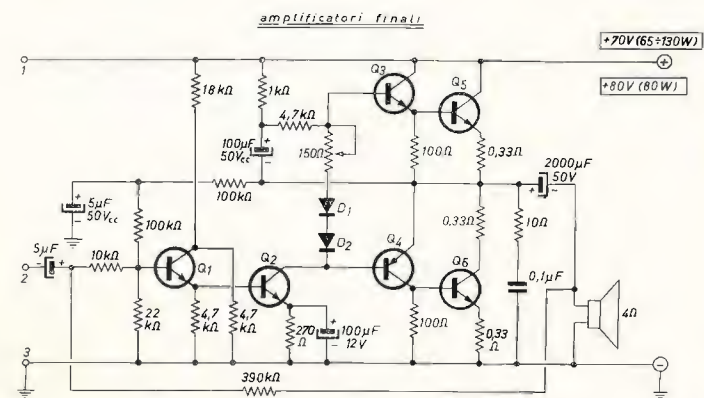 amplificatori finali
+70V (65÷130W)
+
+80V (80W)
1
18kΩ
1kΩ
4,7kΩ
Q3
Q5
100µF
50Vcc
+
-
150Ω
100Ω
0,33Ω
2000µF
50V
+
-
5µF
50Vcc
+
-
100kΩ
100kΩ
D1
D2
0,33Ω
10Ω
5µF
- +
2
10kΩ
Q1
Q2
Q4
Q6
0,1µF
22
kΩ
4,7
kΩ
4,7
kΩ
270
Ω
+
-
100µF
12V
100Ω
0,33
Ω
4Ω
3
390kΩ
-